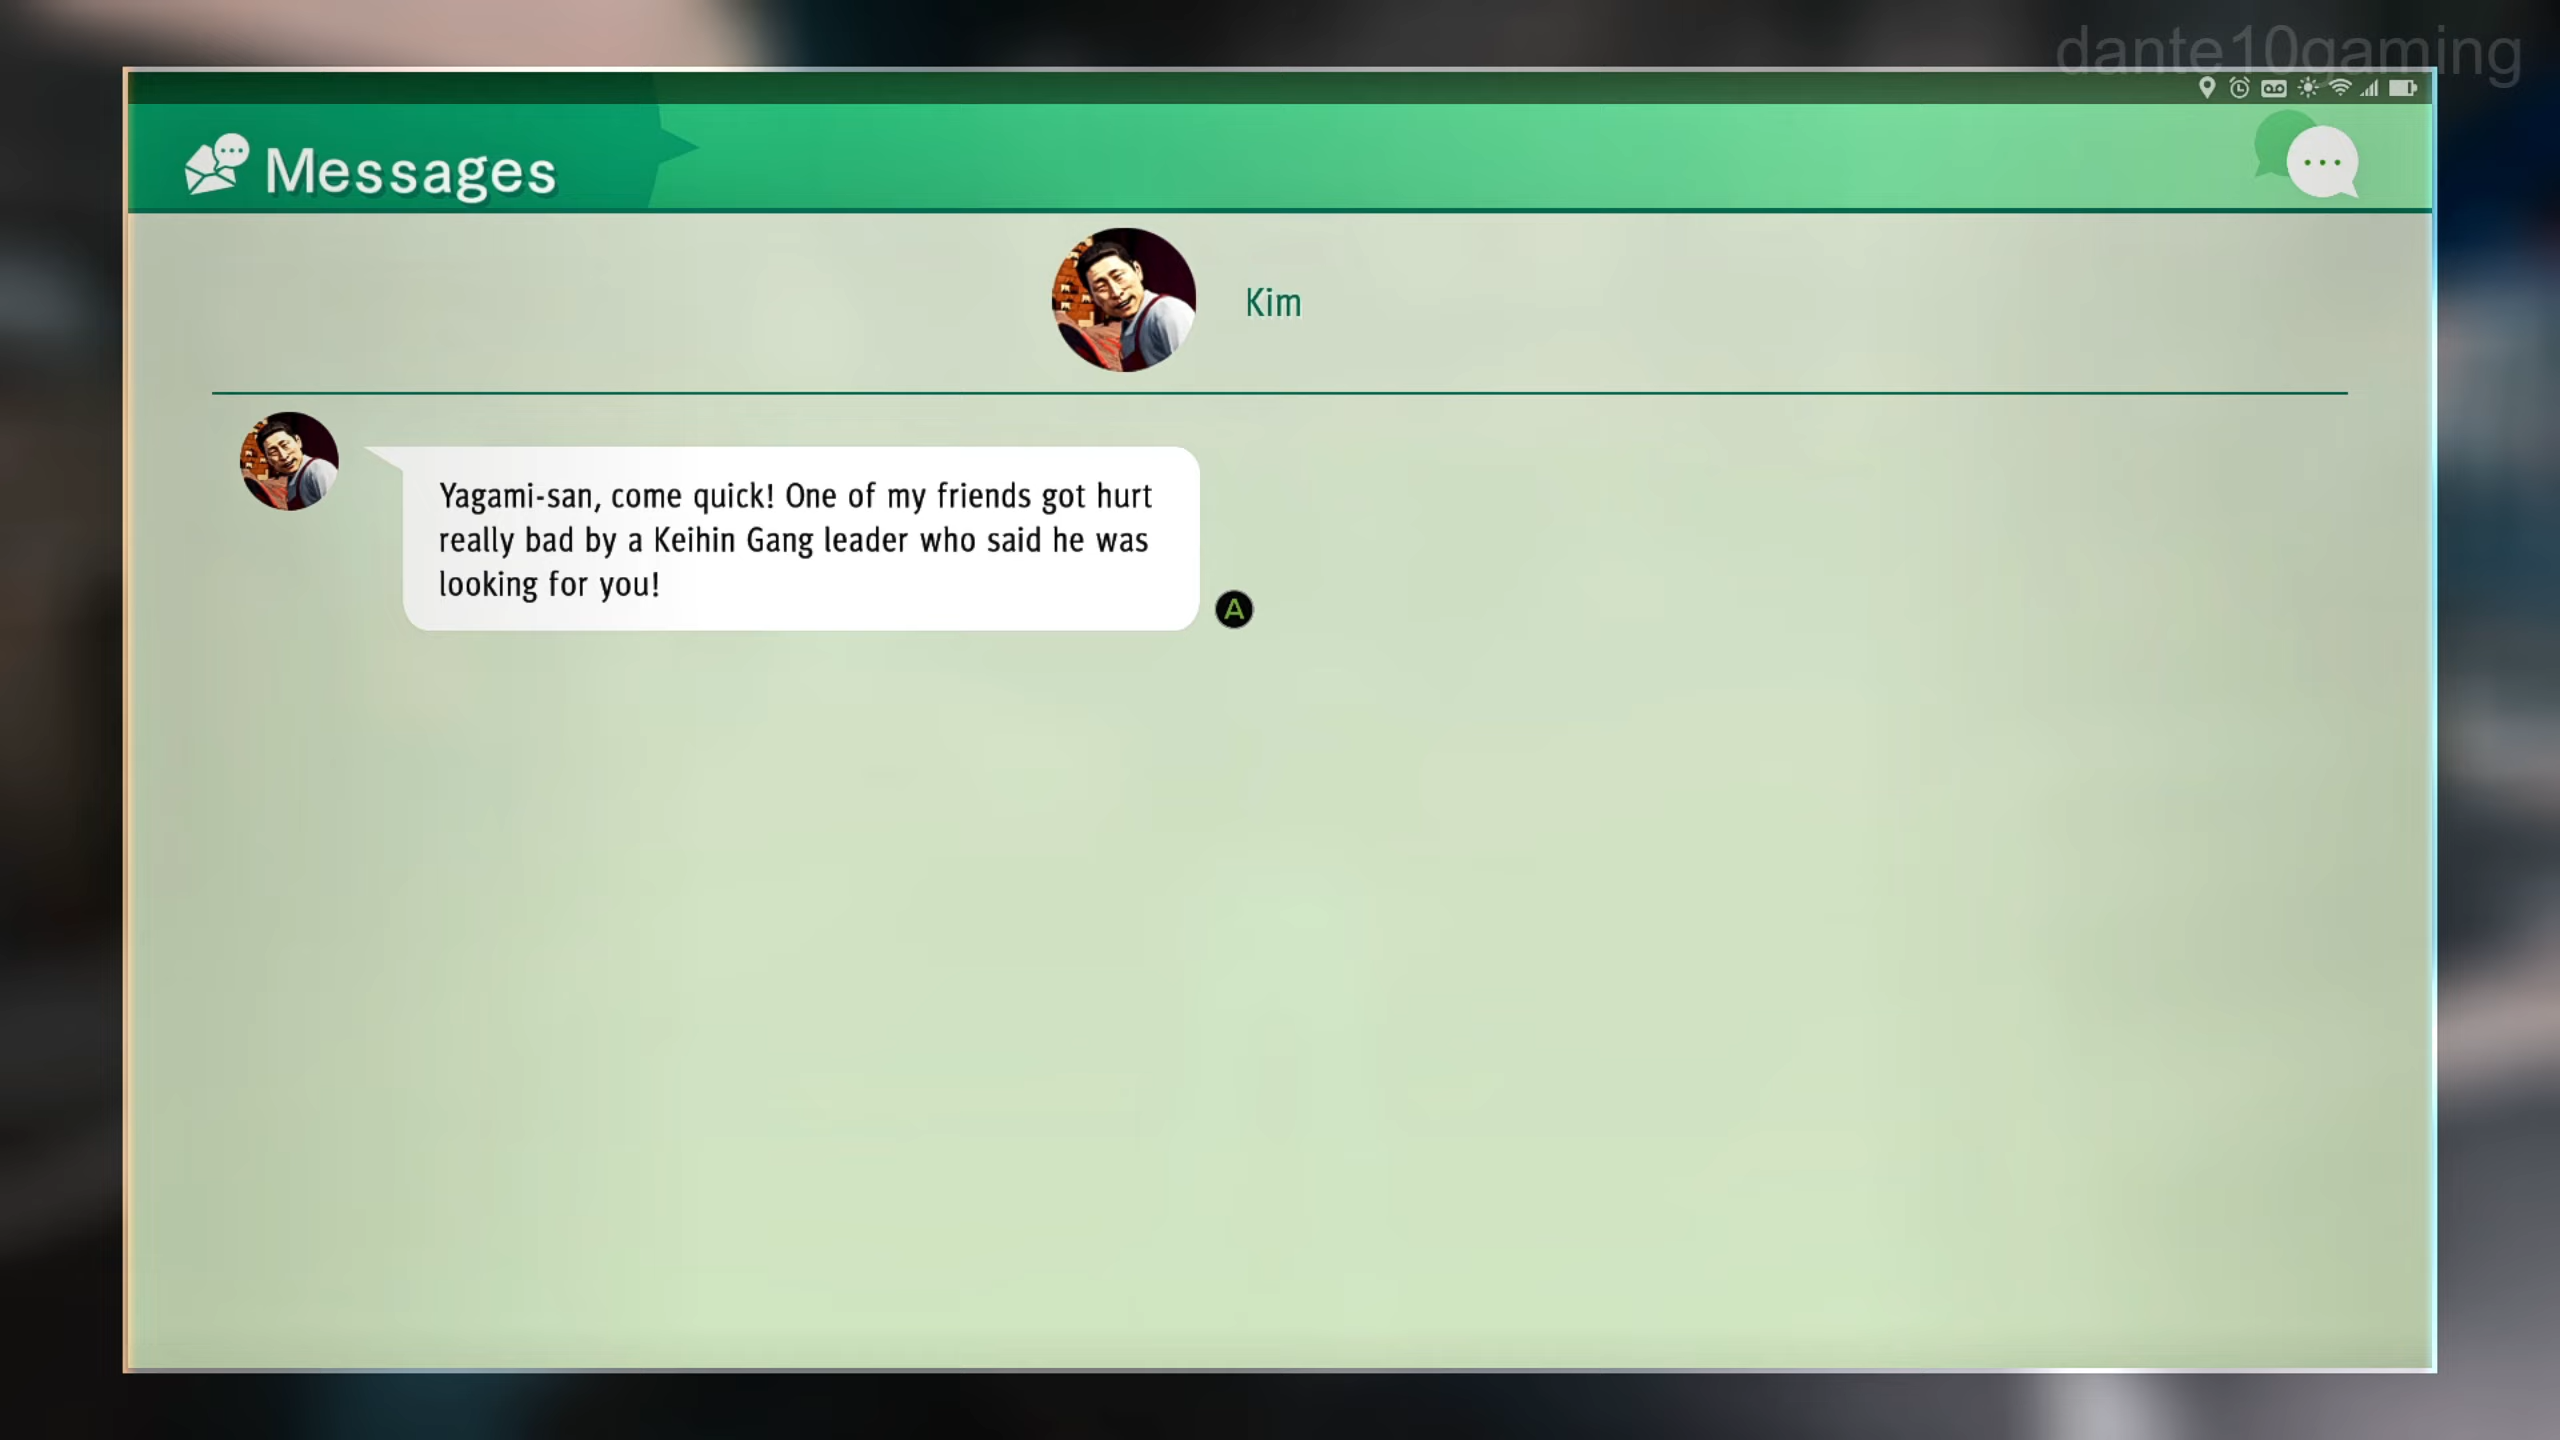 dante10gaming
Messages
Kim
Yagami-san, come quick! One of my friends got hurt
really bad by a Keihin Gang leader who said he was
looking for you!
A